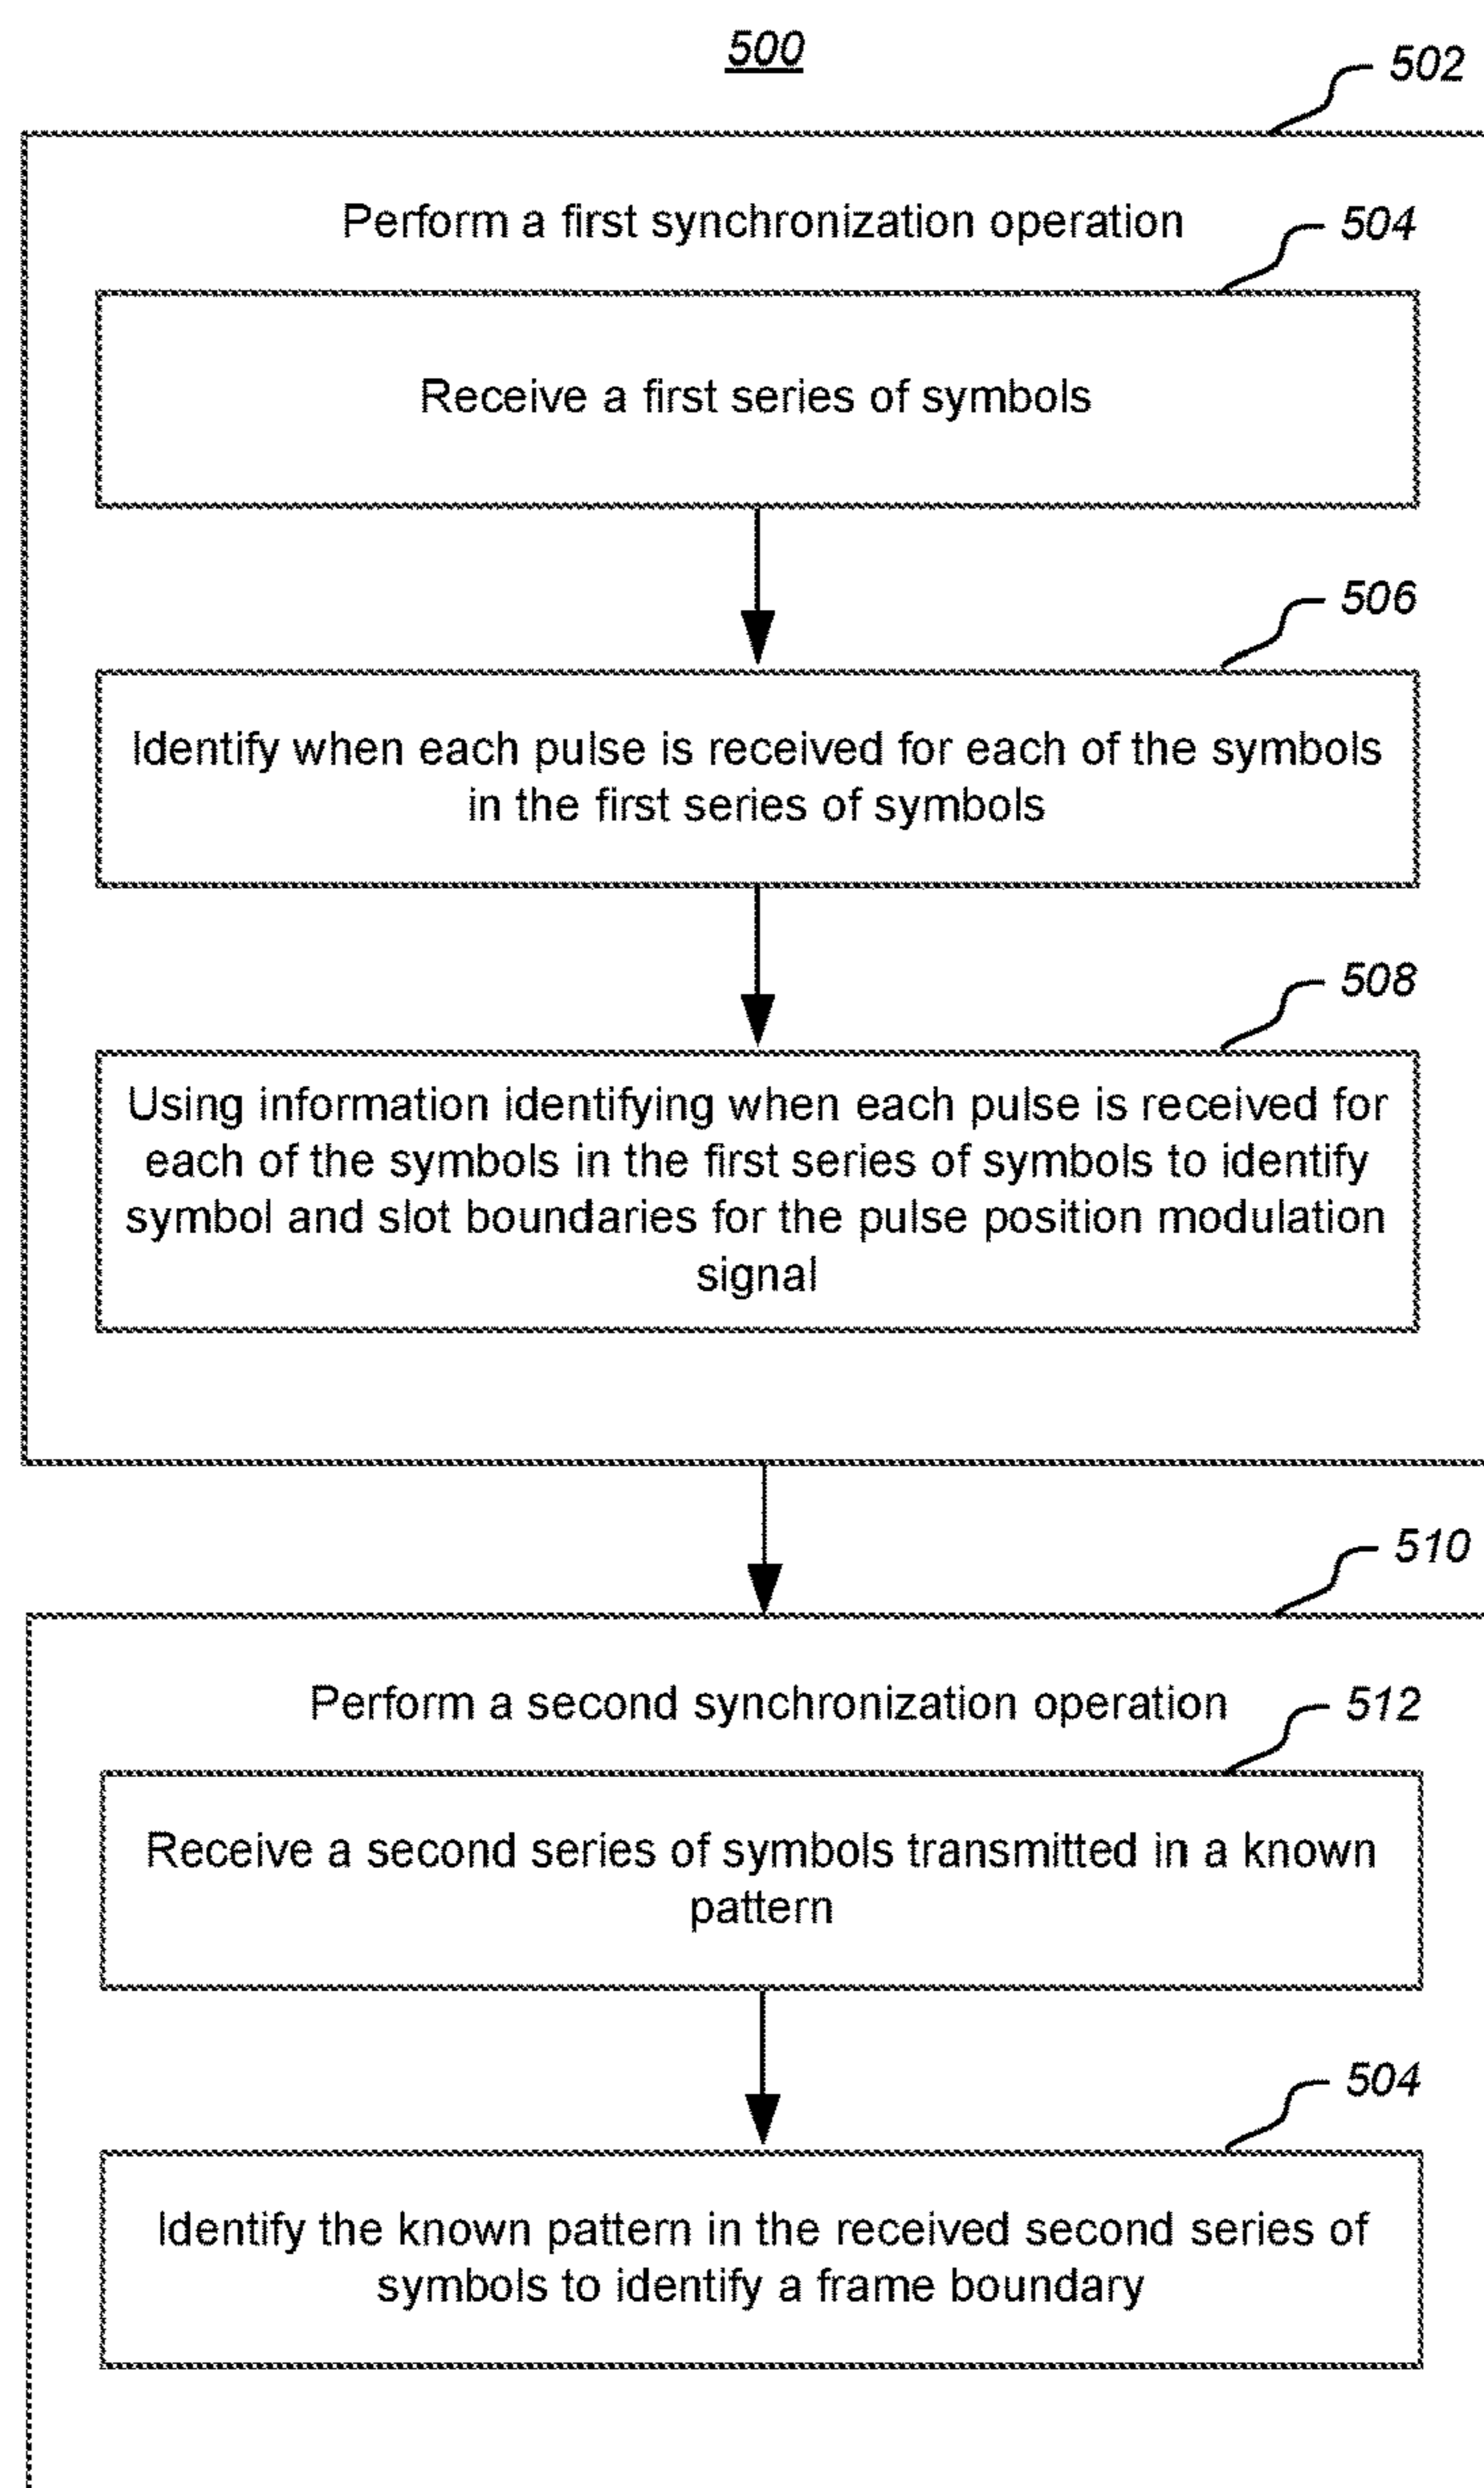 500
502
Perform a first synchronization operation
504
Receive a first series of symbols
506
Identify when each pulse is received for each of the symbols
in the first series of symbols
508
Using information identifying when each pulse is received for
each of the symbols in the first series of symbols to identify
symbol and slot boundaries for the pulse position modulation
signal
510
Perform a second synchronization operation
512
Receive a second series of symbols transmitted in a known
pattern
504
Identify the known pattern in the received second series of
symbols to identify a frame boundary